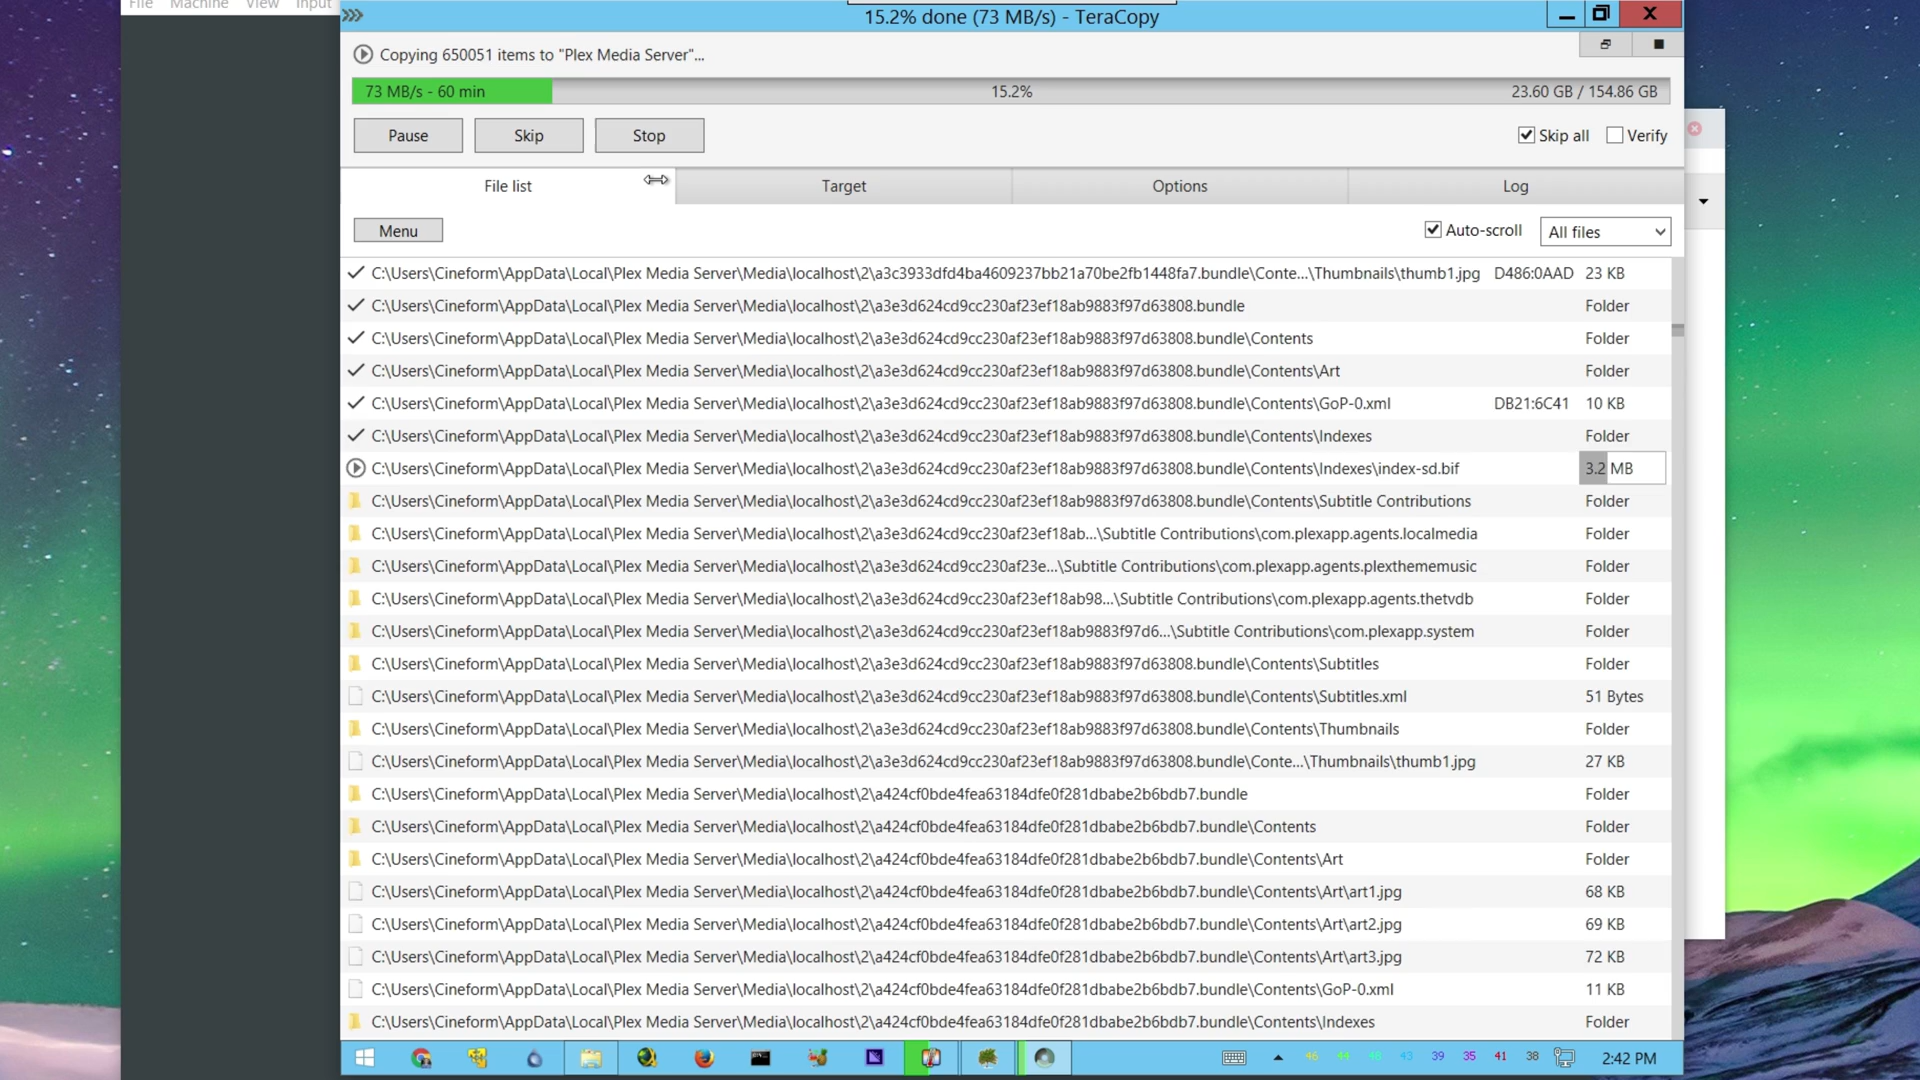 File Machine View Input
15.2% done (73 MB/s) - TeraCopy
Copying 650051 items to "Plex Media Server"...
73 MB/s - 60 min 15.2% 23.60 GB / 154.86 GB
Pause Skip Stop Skip all Verify
File list Target Options Log
Menu Auto-scroll All files
C:\Users\Cineform\AppData\Local\Plex Media Server\Media\localhost\2\a3c3933dfd4ba4609237bb21a70be2fb1448fa7.bundle\Conte...\Thumbnails\thumb1.jpg D486:0AAD 23 KB
C:\Users\Cineform\AppData\Local\Plex Media Server\Media\localhost\2\a3e3d624cd9cc230af23ef18ab9883f97d63808.bundle Folder
C:\Users\Cineform\AppData\Local\Plex Media Server\Media\localhost\2\a3e3d624cd9cc230af23ef18ab9883f97d63808.bundle\Contents Folder
C:\Users\Cineform\AppData\Local\Plex Media Server\Media\localhost\2\a3e3d624cd9cc230af23ef18ab9883f97d63808.bundle\Contents\Art Folder
C:\Users\Cineform\AppData\Local\Plex Media Server\Media\localhost\2\a3e3d624cd9cc230af23ef18ab9883f97d63808.bundle\Contents\GoP-0.xml DB21:6C41 10 KB
C:\Users\Cineform\AppData\Local\Plex Media Server\Media\localhost\2\a3e3d624cd9cc230af23ef18ab9883f97d63808.bundle\Contents\Indexes Folder
C:\Users\Cineform\AppData\Local\Plex Media Server\Media\localhost\2\a3e3d624cd9cc230af23ef18ab9883f97d63808.bundle\Contents\Indexes\index-sd.bif 3.2 MB
C:\Users\Cineform\AppData\Local\Plex Media Server\Media\localhost\2\a3e3d624cd9cc230af23ef18ab9883f97d63808.bundle\Contents\Subtitle Contributions Folder
C:\Users\Cineform\AppData\Local\Plex Media Server\Media\localhost\2\a3e3d624cd9cc230af23ef18ab...\Subtitle Contributions\com.plexapp.agents.localmedia Folder
C:\Users\Cineform\AppData\Local\Plex Media Server\Media\localhost\2\a3e3d624cd9cc230af23e...\Subtitle Contributions\com.plexapp.agents.plexthememusic Folder
C:\Users\Cineform\AppData\Local\Plex Media Server\Media\localhost\2\a3e3d624cd9cc230af23ef18ab98...\Subtitle Contributions\com.plexapp.agents.thetvdb Folder
C:\Users\Cineform\AppData\Local\Plex Media Server\Media\localhost\2\a3e3d624cd9cc230af23ef18ab9883f97d6...\Subtitle Contributions\com.plexapp.system Folder
C:\Users\Cineform\AppData\Local\Plex Media Server\Media\localhost\2\a3e3d624cd9cc230af23ef18ab9883f97d63808.bundle\Contents\Subtitles Folder
C:\Users\Cineform\AppData\Local\Plex Media Server\Media\localhost\2\a3e3d624cd9cc230af23ef18ab9883f97d63808.bundle\Contents\Subtitles.xml 51 Bytes
C:\Users\Cineform\AppData\Local\Plex Media Server\Media\localhost\2\a3e3d624cd9cc230af23ef18ab9883f97d63808.bundle\Contents\Thumbnails Folder
C:\Users\Cineform\AppData\Local\Plex Media Server\Media\localhost\2\a3e3d624cd9cc230af23ef18ab9883f97d63808.bundle\Conte...\Thumbnails\thumb1.jpg 27 KB
C:\Users\Cineform\AppData\Local\Plex Media Server\Media\localhost\2\a424cf0bde4fea63184dfe0f281dbabe2b6bdb7.bundle Folder
C:\Users\Cineform\AppData\Local\Plex Media Server\Media\localhost\2\a424cf0bde4fea63184dfe0f281dbabe2b6bdb7.bundle\Contents Folder
C:\Users\Cineform\AppData\Local\Plex Media Server\Media\localhost\2\a424cf0bde4fea63184dfe0f281dbabe2b6bdb7.bundle\Contents\Art Folder
C:\Users\Cineform\AppData\Local\Plex Media Server\Media\localhost\2\a424cf0bde4fea63184dfe0f281dbabe2b6bdb7.bundle\Contents\Art\art1.jpg 68 KB
C:\Users\Cineform\AppData\Local\Plex Media Server\Media\localhost\2\a424cf0bde4fea63184dfe0f281dbabe2b6bdb7.bundle\Contents\Art\art2.jpg 69 KB
C:\Users\Cineform\AppData\Local\Plex Media Server\Media\localhost\2\a424cf0bde4fea63184dfe0f281dbabe2b6bdb7.bundle\Contents\Art\art3.jpg 72 KB
C:\Users\Cineform\AppData\Local\Plex Media Server\Media\localhost\2\a424cf0bde4fea63184dfe0f281dbabe2b6bdb7.bundle\Contents\GoP-0.xml 11 KB
C:\Users\Cineform\AppData\Local\Plex Media Server\Media\localhost\2\a424cf0bde4fea63184dfe0f281dbabe2b6bdb7.bundle\Contents\Indexes Folder
46 44 43 39 35 41 38 2:42 PM